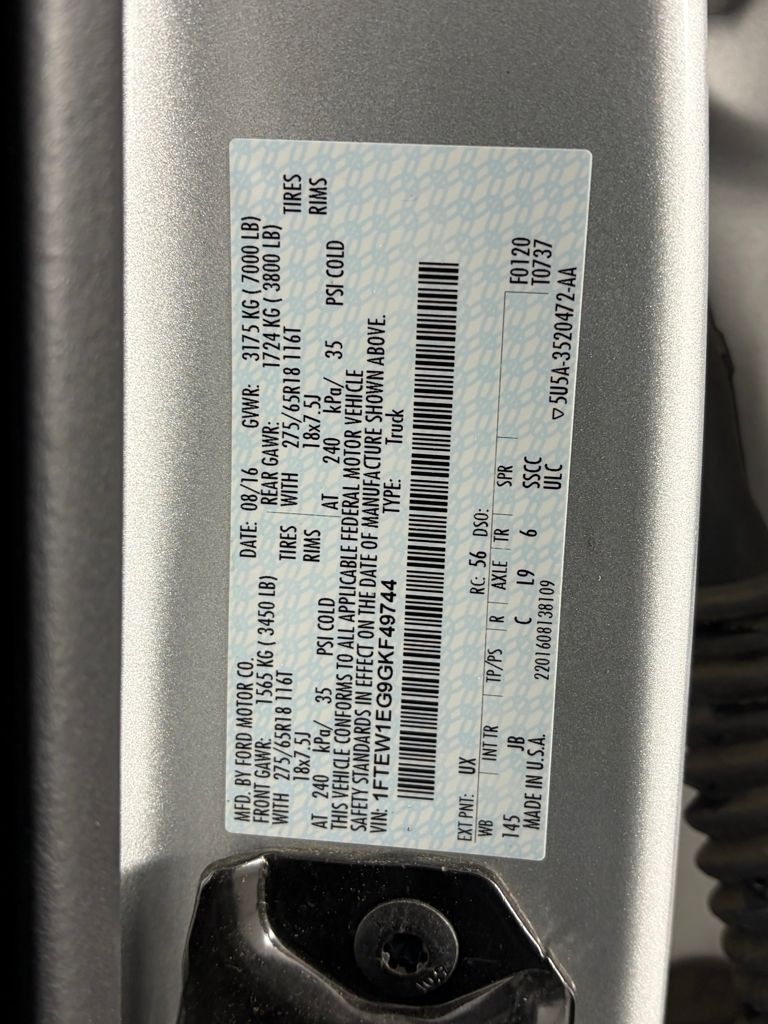 MFD. BY FORD MOTOR CO.
DATE: 08/16 GVWR: 3175 KG ( 7000 LB)
FRONT GAWR: 1565 KG ( 3450 LB)
REAR GAWR: 1724 KG ( 3800 LB)
WITH 275/65R18 116T TIRES
WITH 275/65R18 116T TIRES
18x7.5J RIMS
18x7.5J RIMS
AT 240 kPa/ 35 PSI COLD
AT 240 kPa/ 35 PSI COLD
THIS VEHICLE CONFORMS TO ALL APPLICABLE FEDERAL MOTOR VEHICLE
SAFETY STANDARDS IN EFFECT ON THE DATE OF MANUFACTURE SHOWN ABOVE.
VIN: 1FTEW1EG9GKF49744 TYPE: Truck
EXT PNT: UX RC: 56 DSO:
WB INT TR TP/PS R AXLE TR SPR F0120
145 JB C L9 6 SSCC T0737
MADE IN U.S.A. 2201608138109 ULC
▽5U5A-3520472-AA